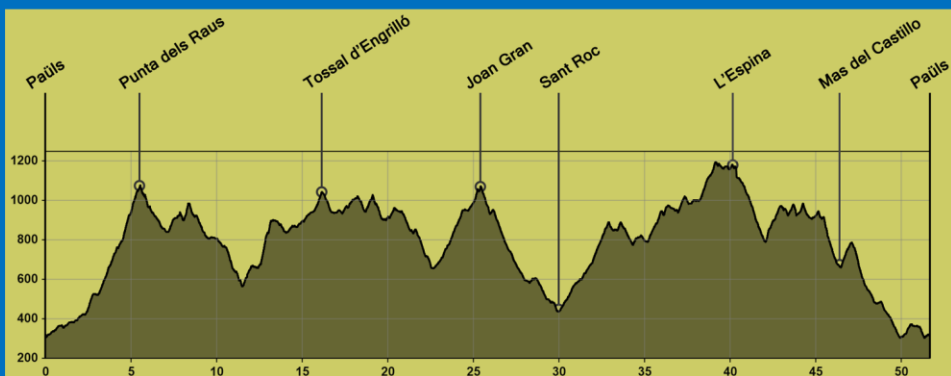 Paüls
Punta dels Raus
Tossal d'Engrilló
Joan Gran
Sant Roc
L'Espina
Mas del Castillo
Paüls
1200
1000
800
600
400
200
0 5 10 15 20 25 30 35 40 45 50